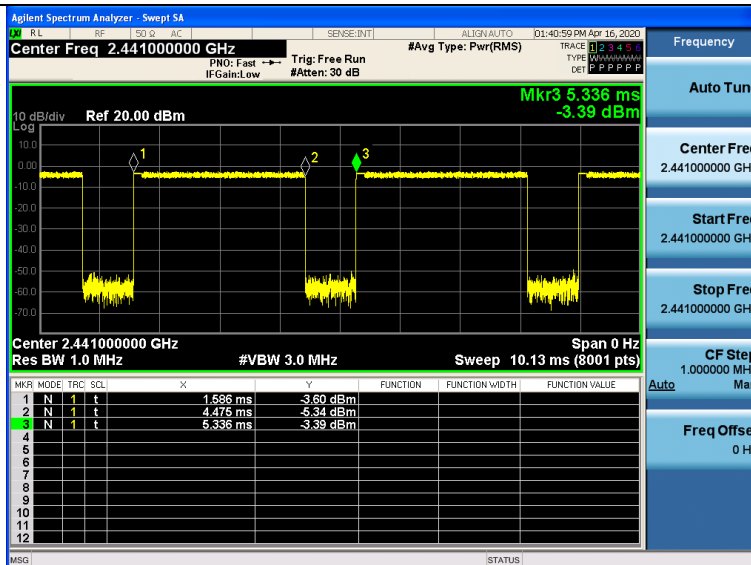 Agilent Spectrum Analyzer - Swept SA
LXI RL RF 50 Ω AC SENSE:INT ALIGN AUTO 01:40:59 PM Apr 16, 2020
Center Freq 2.441000000 GHz #Avg Type: Pwr(RMS) TRACE 1 2 3 4 5 6
PNO: Fast Trig: Free Run TYPE W
IFGain:Low #Atten: 30 dB DET P P P P P P
Mkr3 5.336 ms
10 dB/div Ref 20.00 dBm -3.39 dBm
Log
10.0
0.00
-10.0
-20.0
-30.0
-40.0
-50.0
-60.0
-70.0
1
2
3
Center 2.441000000 GHz Span 0 Hz
Res BW 1.0 MHz #VBW 3.0 MHz Sweep 10.13 ms (8001 pts)
MKR MODE TRC SCL X Y FUNCTION FUNCTION WIDTH FUNCTION VALUE
1 N 1 t 1.586 ms -3.60 dBm
2 N 1 t 4.475 ms -5.34 dBm
3 N 1 t 5.336 ms -3.39 dBm
4
5
6
7
8
9
10
11
12
MSG STATUS
Frequency
Auto Tun
Center Fre
2.441000000 GH
Start Fre
2.441000000 GH
Stop Fre
2.441000000 GH
CF Step
1.000000 MH
Auto Ma
Freq Offse
0 H